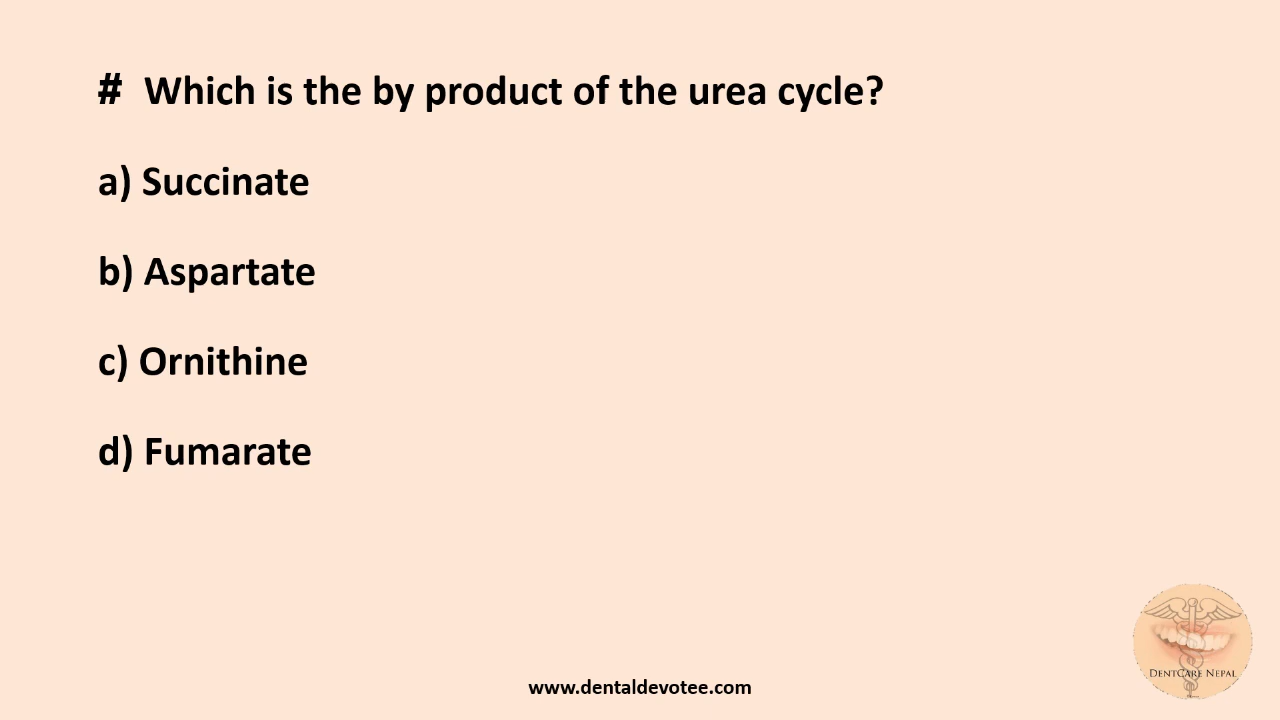 # Which is the by product of the urea cycle?
a) Succinate
b) Aspartate
c) Ornithine
d) Fumarate
DentCare Nepal
www.dentaldevotee.com